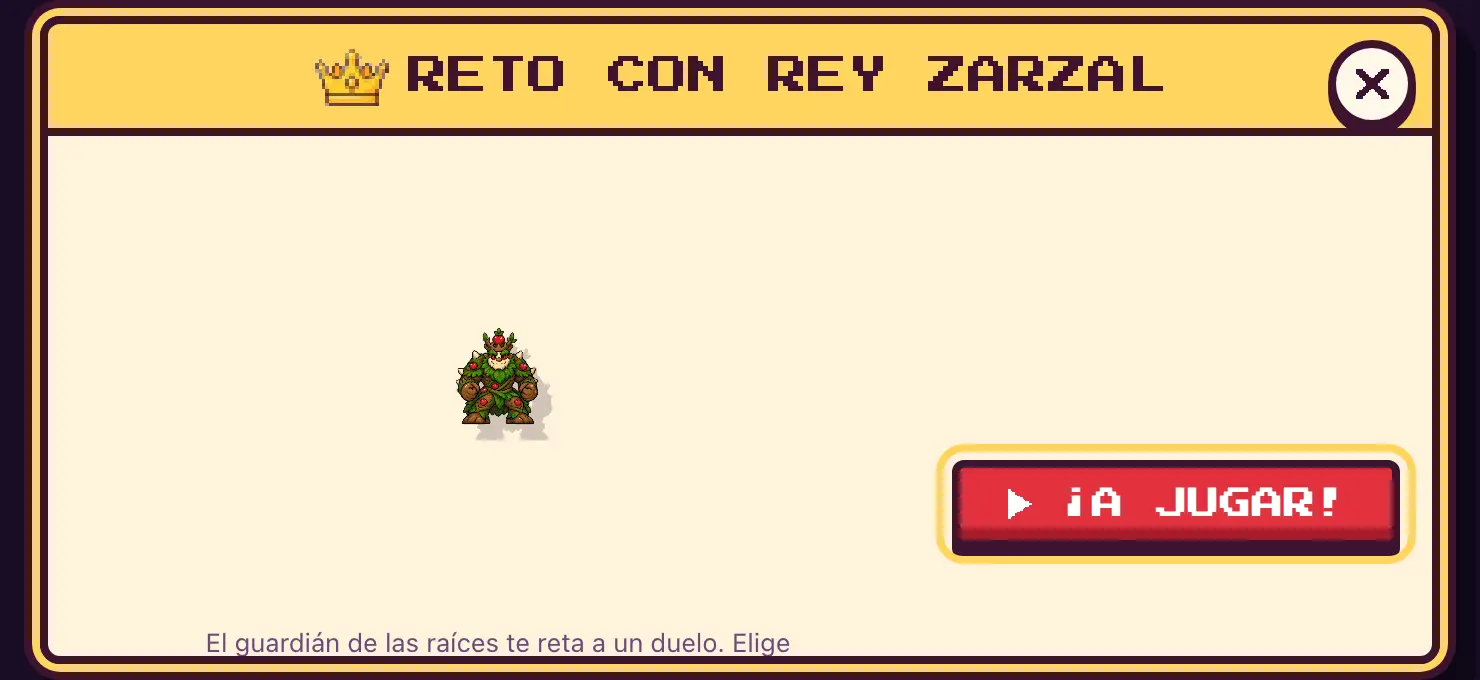 RETO CON REY ZARZAL
¡A JUGAR!
El guardián de las raíces te reta a un duelo. Elige